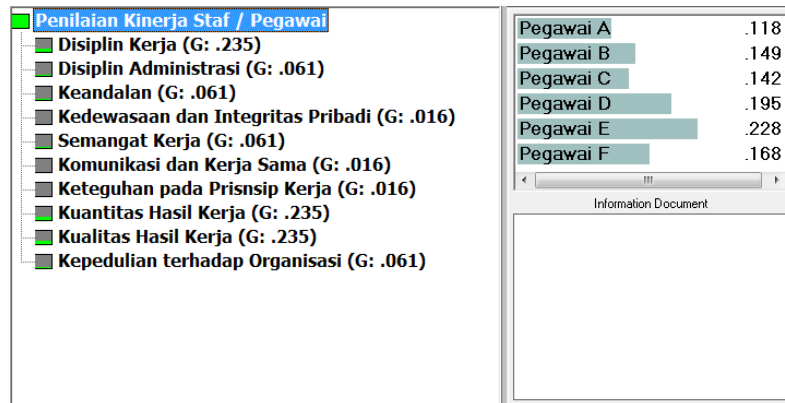 Penilaian Kinerja Staf / Pegawai
Disiplin Kerja (G: .235)
Disiplin Administrasi (G: .061)
Keandalan (G: .061)
Kedewasaan dan Integritas Pribadi (G: .016)
Semangat Kerja (G: .061)
Komunikasi dan Kerja Sama (G: .016)
Keteguhan pada Prisnsip Kerja (G: .016)
Kuantitas Hasil Kerja (G: .235)
Kualitas Hasil Kerja (G: .235)
Kepedulian terhadap Organisasi (G: .061)
Pegawai A .118
Pegawai B .149
Pegawai C .142
Pegawai D .195
Pegawai E .228
Pegawai F .168
Information Document